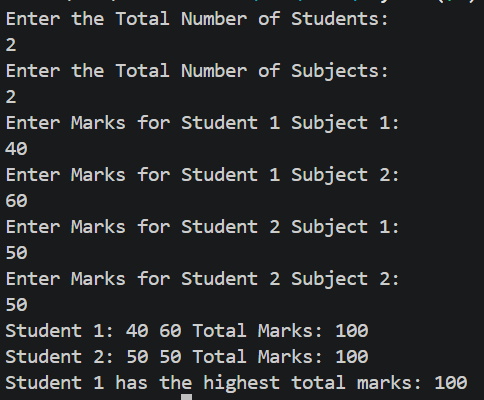 Enter the Total Number of Students:
2
Enter the Total Number of Subjects:
2
Enter Marks for Student 1 Subject 1:
40
Enter Marks for Student 1 Subject 2:
60
Enter Marks for Student 2 Subject 1:
50
Enter Marks for Student 2 Subject 2:
50
Student 1: 40 60 Total Marks: 100
Student 2: 50 50 Total Marks: 100
Student 1 has the highest total marks: 100